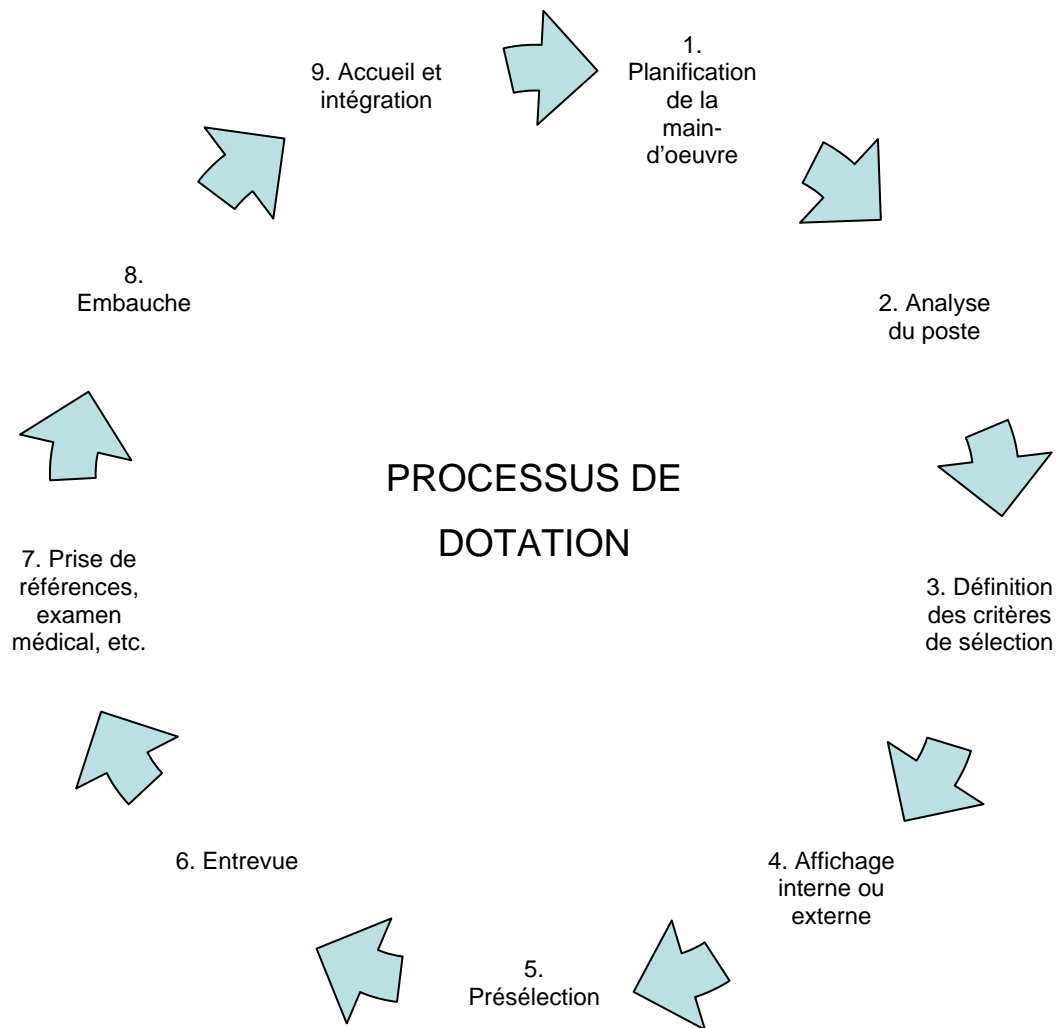 PROCESSUS DE
DOTATION
1.
Planification
de la
main-
d'oeuvre
2. Analyse
du poste
3. Définition
des critères
de sélection
4. Affichage
interne ou
externe
5.
Présélection
6. Entrevue
7. Prise de
références,
examen
médical, etc.
8.
Embauche
9. Accueil et
intégration